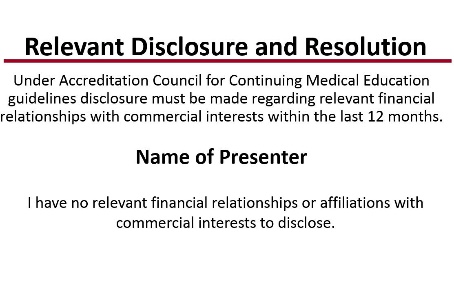 Relevant Disclosure and Resolution
Under Accreditation Council for Continuing Medical Education
guidelines disclosure must be made regarding relevant financial
relationships with commercial interests within the last 12 months.
Name of Presenter
I have no relevant financial relationships or affiliations with
commercial interests to disclose.